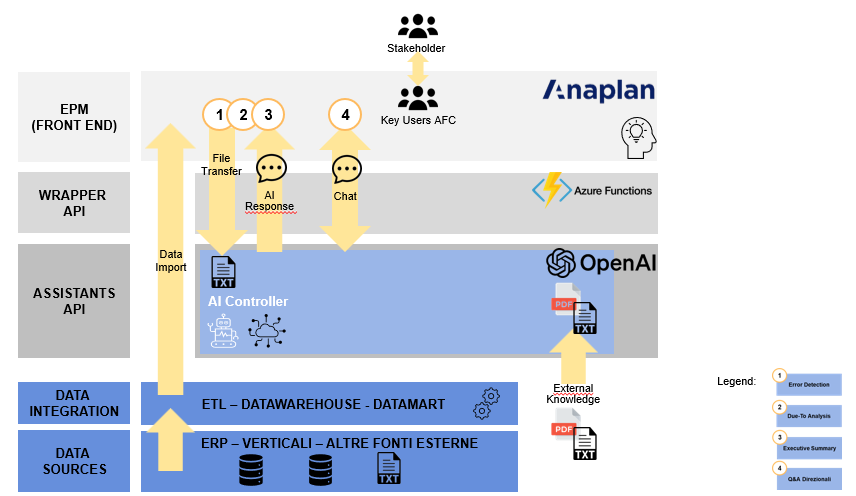 Stakeholder
EPM
(FRONT END)
1
2
3
4
Key Users AFC
Anaplan
File
Transfer
AI
Response
Chat
WRAPPER
API
Azure Functions
Data
Import
ASSISTANTS
API
TXT
AI Controller
OpenAI
PDF
TXT
External
Knowledge
PDF
TXT
DATA
INTEGRATION
ETL – DATAWAREHOUSE - DATAMART
DATA
SOURCES
ERP – VERTICALI – ALTRE FONTI ESTERNE
TXT
Legend:
1
Error Detection
2
Due-To Analysis
3
Executive Summary
4
Q&A Direzionali